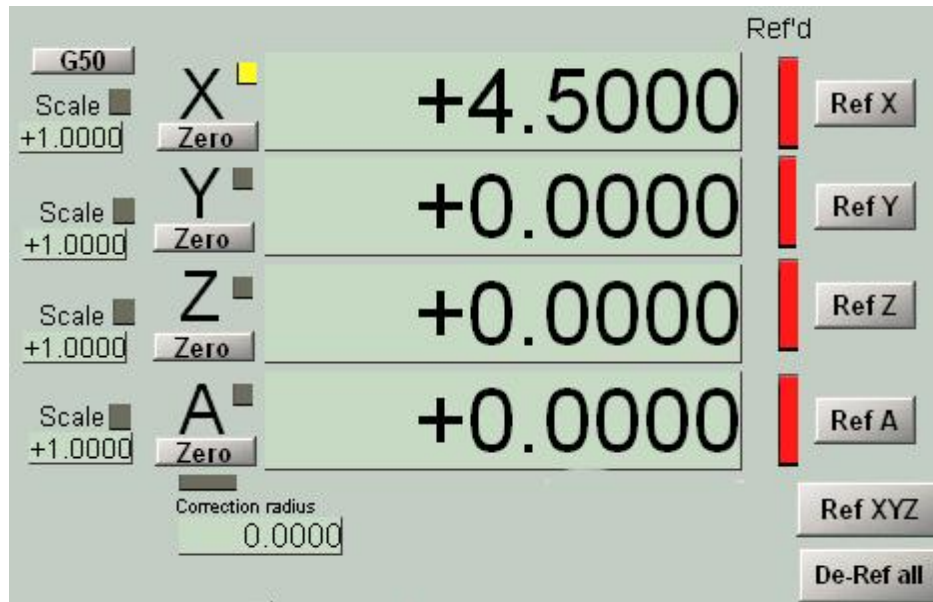 Ref'd
G50
Scale
+1.0000
X
Zero
+4.5000
Ref X
Scale
+1.0000
Y
Zero
+0.0000
Ref Y
Scale
+1.0000
Z
Zero
+0.0000
Ref Z
Scale
+1.0000
A
Zero
+0.0000
Ref A
Correction radius
0.0000
Ref XYZ
De-Ref all